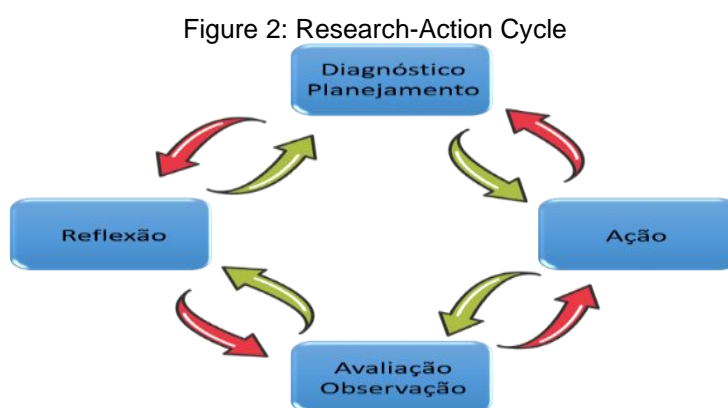 Figure 2: Research-Action Cycle
Diagnóstico
Planejamento
Reflexão
Ação
Avaliação
Observação